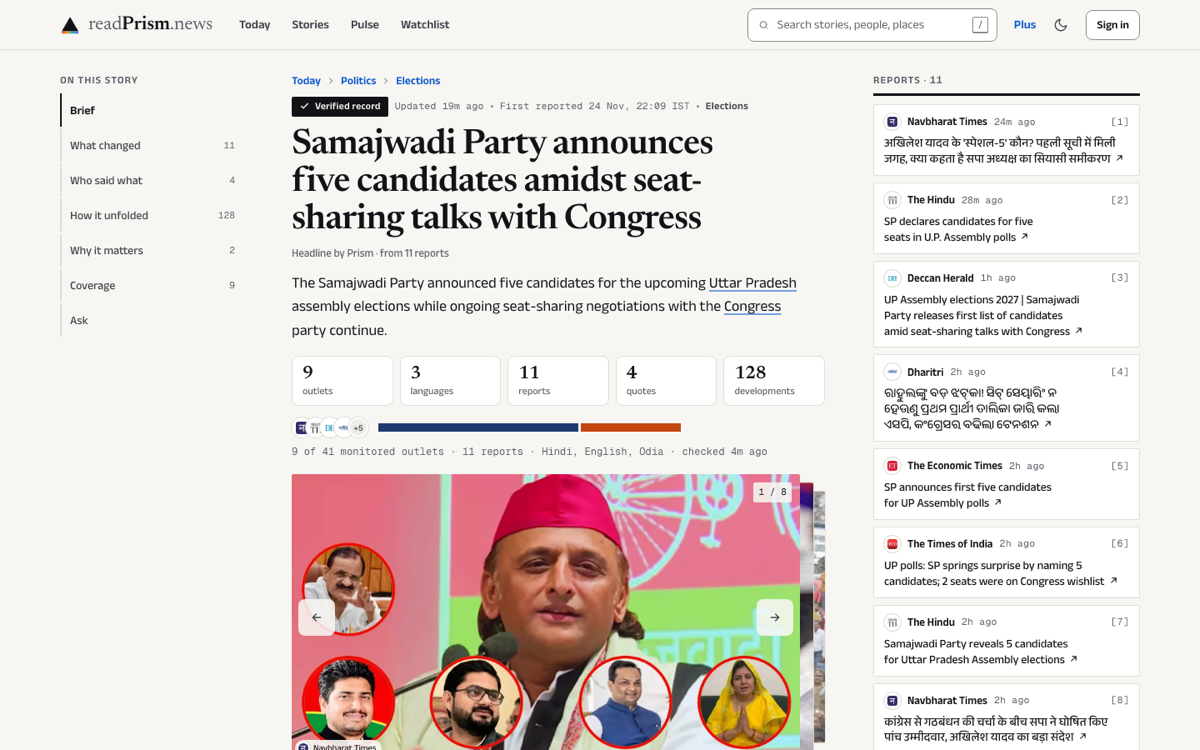 readPrism.news
Today
Stories
Pulse
Watchlist
Search stories, people, places
/
Plus
Sign in
ON THIS STORY
Brief
What changed 11
Who said what 4
How it unfolded 128
Why it matters 2
Coverage 9
Ask
Today › Politics › Elections
Verified record Updated 19m ago • First reported 24 Nov, 22:09 IST • Elections
Samajwadi Party announces
five candidates amidst seat-
sharing talks with Congress
Headline by Prism · from 11 reports
The Samajwadi Party announced five candidates for the upcoming Uttar Pradesh
assembly elections while ongoing seat-sharing negotiations with the Congress
party continue.
9
outlets
3
languages
11
reports
4
quotes
128
developments
+5
9 of 41 monitored outlets · 11 reports · Hindi, English, Odia · checked 4m ago
1 / 8
Navbharat Times
REPORTS · 11
Navbharat Times 24m ago [1]
अखिलेश यादव के 'स्पेशल-5' कौन? पहली सूची में मिली
जगह, क्या कहता है सपा अध्यक्ष का सियासी समीकरण ↗
The Hindu 28m ago [2]
SP declares candidates for five
seats in U.P. Assembly polls ↗
Deccan Herald 1h ago [3]
UP Assembly elections 2027 | Samajwadi
Party releases first list of candidates
amid seat-sharing talks with Congress ↗
Dharitri 2h ago [4]
ରାହୁଲଙ୍କୁ ବଡ଼ ଝଟ୍‌କା! ସିଟ୍ ସେୟାରିଂ ନ
ହେଉଣୁ ପ୍ରଥମ ପ୍ରାର୍ଥୀ ତାଲିକା ଜାରି କଲା
ଏସପି, କଂଗ୍ରେସର ବଢିଲା ଟେନଶନ ↗
The Economic Times 2h ago [5]
SP announces first five candidates
for UP Assembly polls ↗
The Times of India 2h ago [6]
UP polls: SP springs surprise by naming 5
candidates; 2 seats were on Congress wishlist ↗
The Hindu 2h ago [7]
Samajwadi Party reveals 5 candidates
for Uttar Pradesh Assembly elections ↗
Navbharat Times 2h ago [8]
कांग्रेस से गठबंधन की चर्चा के बीच सपा ने घोषित किए
पांच उम्मीदवार, अखिलेश यादव का बड़ा संदेश ↗